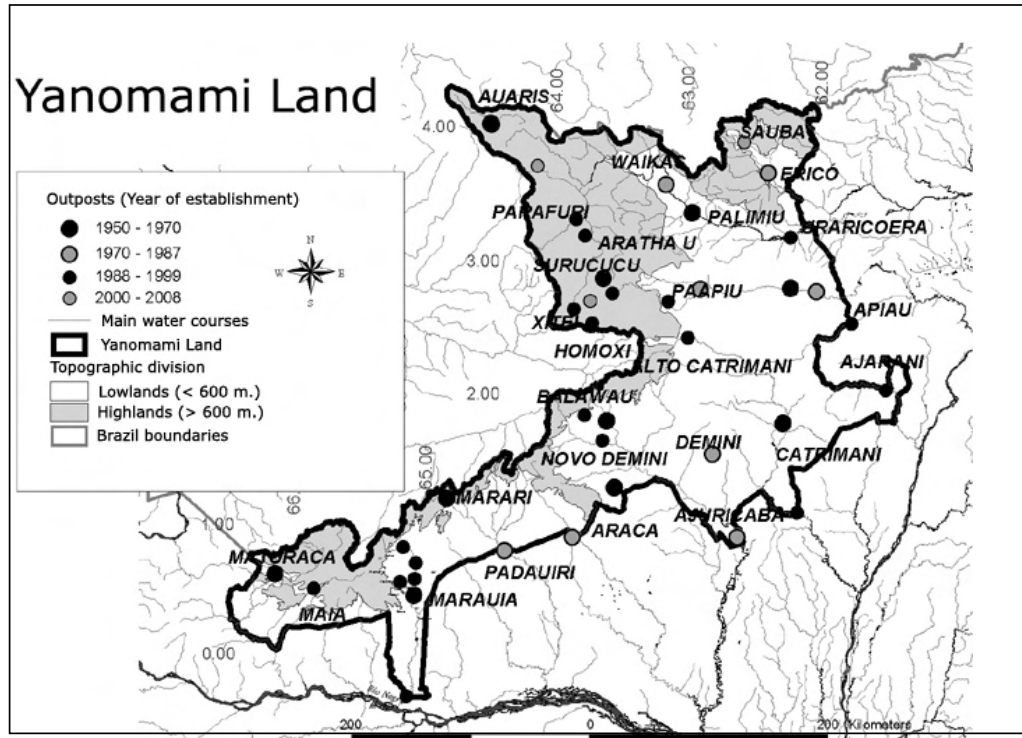 Yanomami Land
Outposts (Year of establishment)
1950 - 1970
1970 - 1987
1988 - 1999
2000 - 2008
Main water courses
Yanomami Land
Topographic division
Lowlands (< 600 m.)
Highlands (> 600 m.)
Brazil boundaries
N
W E
S
64.00
63.00
62.00
4.00
3.00
2.00
1.00
0.00
65.00
AUARIS
SAUBA
WAIKAS
ERICÓ
PARAFURI
PALIMIU
URARICOERA
ARATHA U
SURUCUCU
PAAPIU
XITEI
APIAU
HOMOXI
ALTO CATRIMANI
AJARANI
BALAWAU
DEMINI
NOVO DEMINI
CATRIMANI
MARARI
AJURICABA
ARACA
MATURACA
PADAUIRI
MARAUIA
MAIA
200 0 200 Kilometers